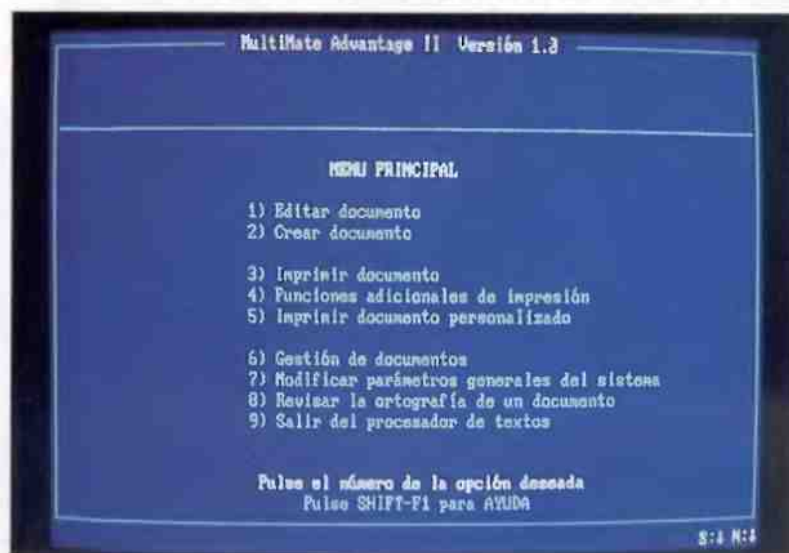 MultiMate Advantage II Versión 1.3
MENU PRINCIPAL
1) Editar documento
2) Crear documento
3) Imprimir documento
4) Funciones adicionales de impresión
5) Imprimir documento personalizado
6) Gestión de documentos
7) Modificar parámetros generales del sistema
8) Revisar la ortografía de un documento
9) Salir del procesador de textos
Pulse el número de la opción deseada
Pulse SHIFT-F1 para AYUDA
S:↓ N:↓